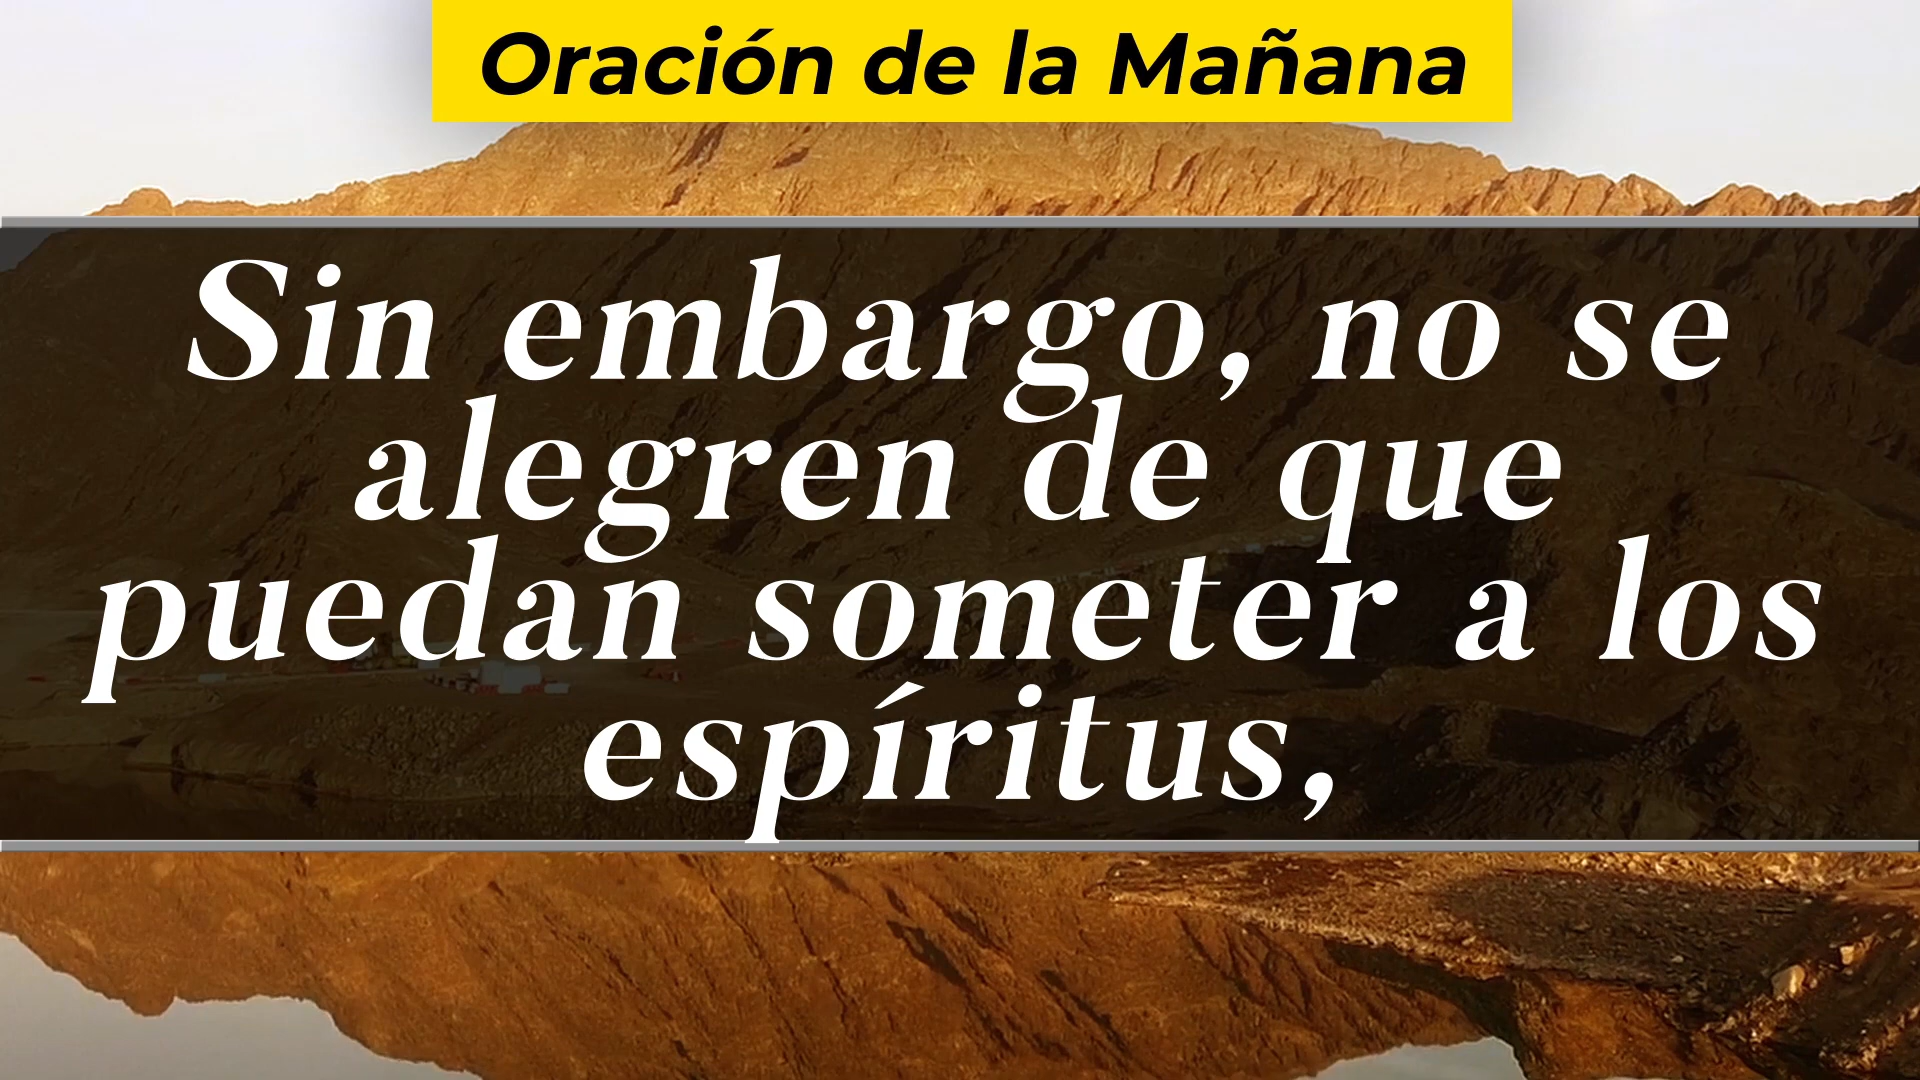 Oración de la Mañana
Sin embargo, no se
alegren de que
puedan someter a los
espíritus,